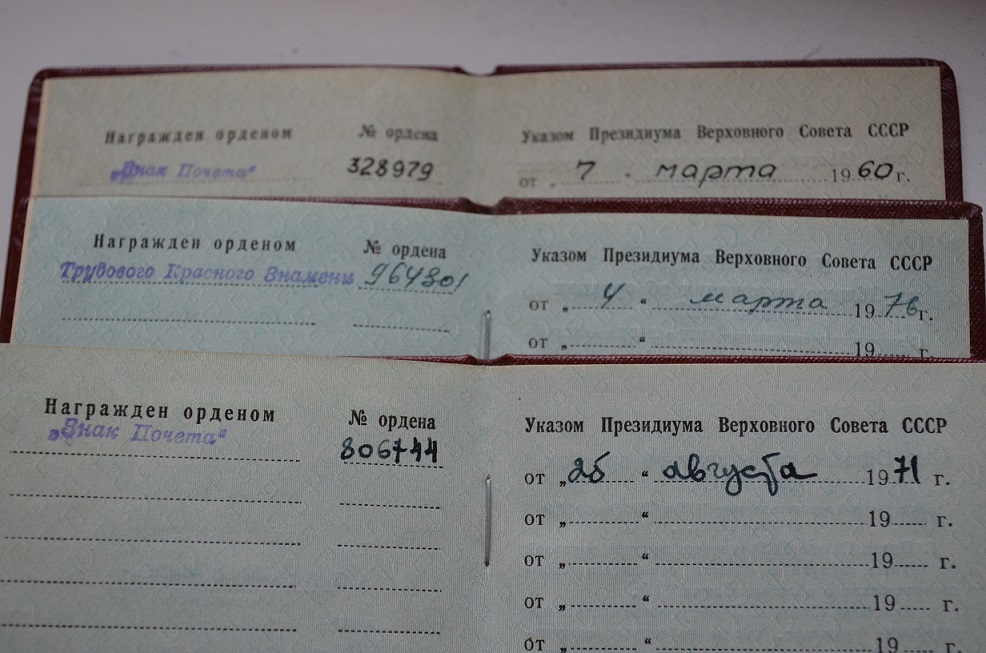 Награжден орденом № ордена Указом Президиума Верховного Совета СССР
„Знак Почета“ 328979 от „ 7 . марта 1960 г.
Награжден орденом № ордена Указом Президиума Верховного Совета СССР
Трудового Красного Знамени 964801 от „ 4 “ марта 1976 г.
от „ “ 19 г.
Награжден орденом № ордена Указом Президиума Верховного Совета СССР
„Знак Почета“ 806744 от „25 “ августа 1971 г.
от „ “ 19 г.
от „ “ 19 г.
от „ “ 19 г.
от „ “ 19 г.